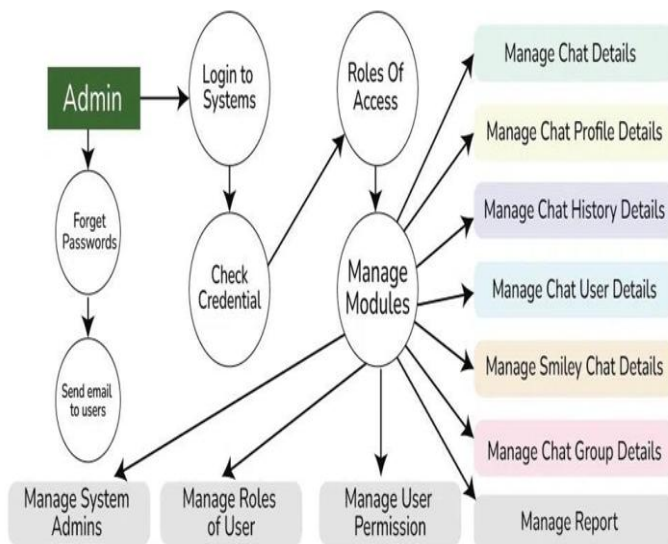 Admin
Login to
Systems
Roles Of
Access
Manage Chat Details
Manage Chat Profile Details
Forget
Passwords
Check
Credential
Manage
Modules
Manage Chat History Details
Manage Chat User Details
Send email
to users
Manage Smiley Chat Details
Manage Chat Group Details
Manage System
Admins
Manage Roles
of User
Manage User
Permission
Manage Report